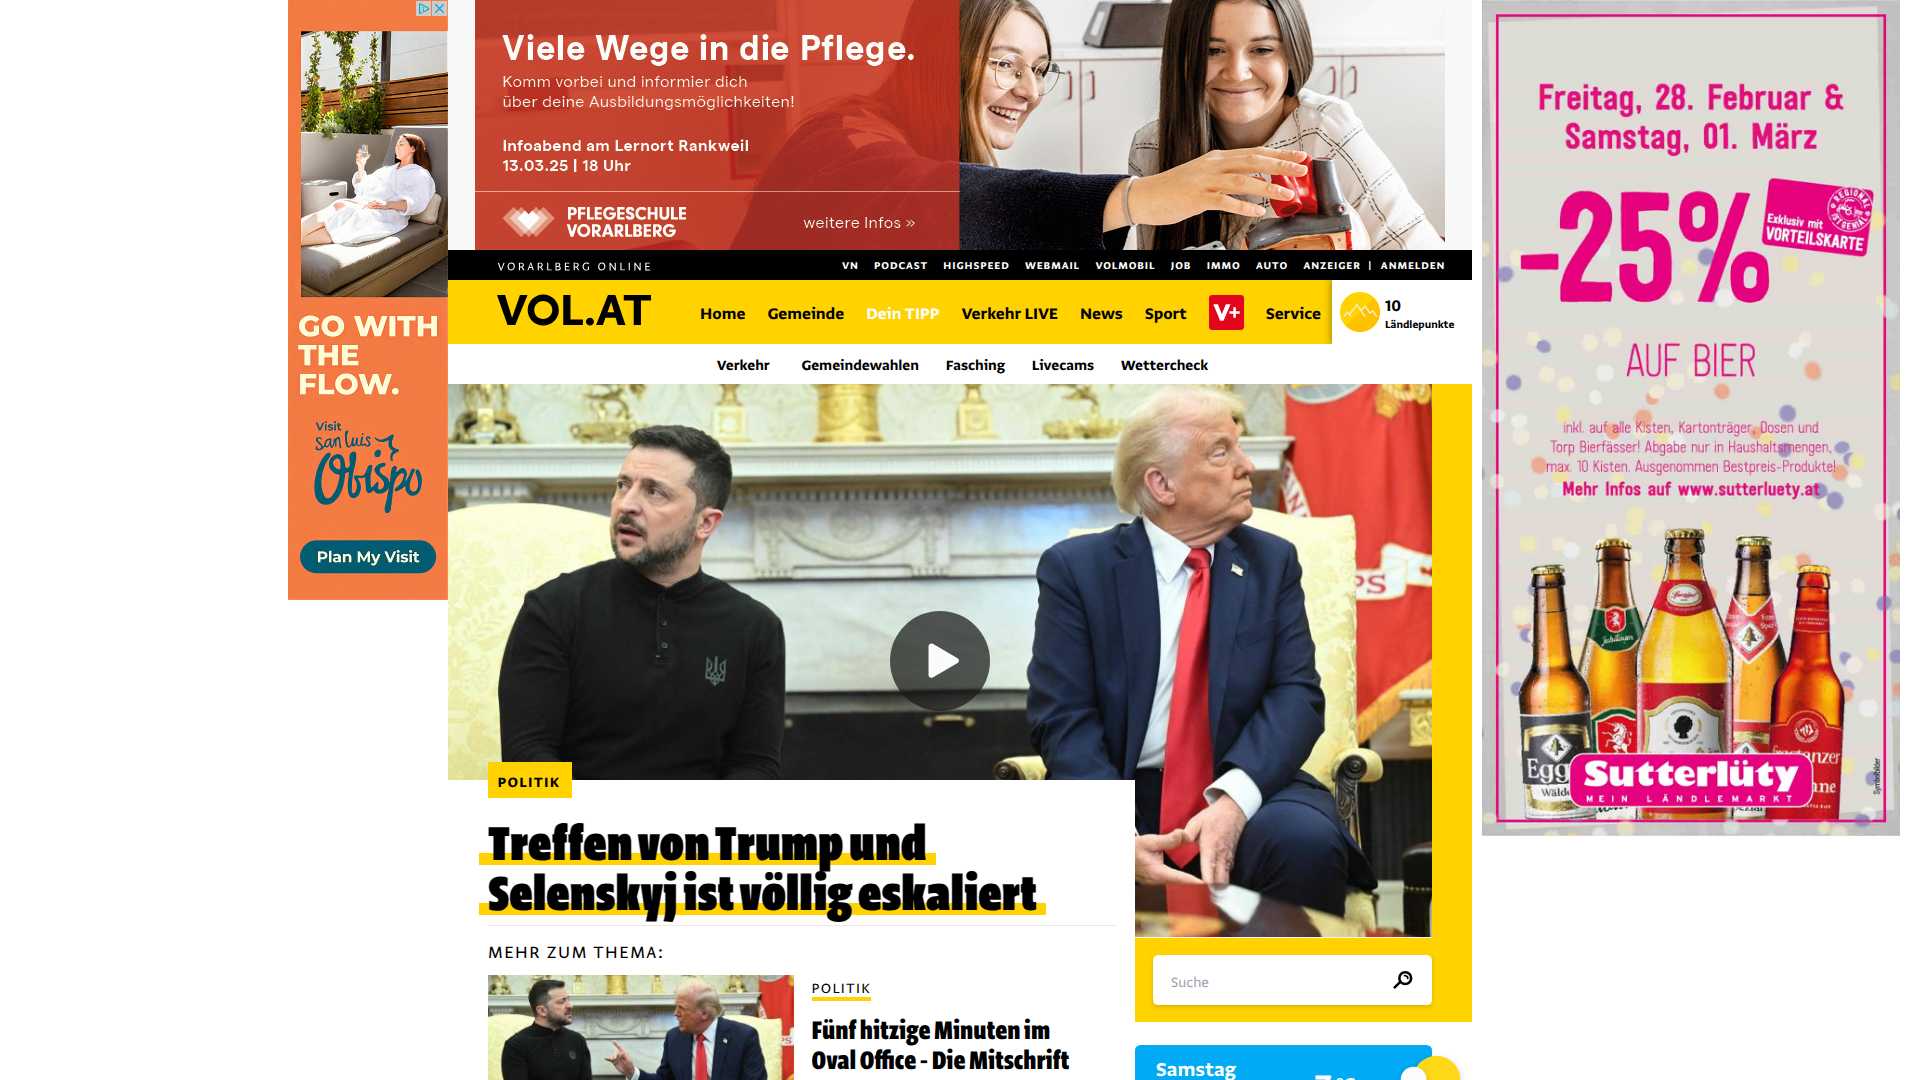 GO WITH
THE
FLOW.
Visit
San Luis
Obispo
Plan My Visit
Viele Wege in die Pflege.
Komm vorbei und informier dich
über deine Ausbildungsmöglichkeiten!
Infoabend am Lernort Rankweil
13.03.25 | 18 Uhr
PFLEGESCHULE
VORARLBERG
weitere Infos »
VORARLBERG ONLINE
VN PODCAST HIGHSPEED WEBMAIL VOLMOBIL JOB IMMO AUTO ANZEIGER | ANMELDEN
VOL.AT
Home Gemeinde Dein TIPP Verkehr LIVE News Sport V+ Service
10
Ländlepunkte
Verkehr Gemeindewahlen Fasching Livecams Wettercheck
POLITIK
Treffen von Trump und
Selenskyj ist völlig eskaliert
MEHR ZUM THEMA:
POLITIK
Fünf hitzige Minuten im
Oval Office - Die Mitschrift
Suche
Samstag
Freitag, 28. Februar &
Samstag, 01. März
-25%
REGIONAL
IST GENIAL
Exklusiv mit
VORTEILSKARTE
AUF BIER
inkl. auf alle Kisten, Kartonträger, Dosen und
Torp Bierfässer! Abgabe nur in Haushaltsmengen,
max. 10 Kisten. Ausgenommen Bestpreis-Produkte!
Mehr Infos auf www.sutterluety.at
Egg
Sutterlüty
MEIN LÄNDLEMARKT
Symbolbilder